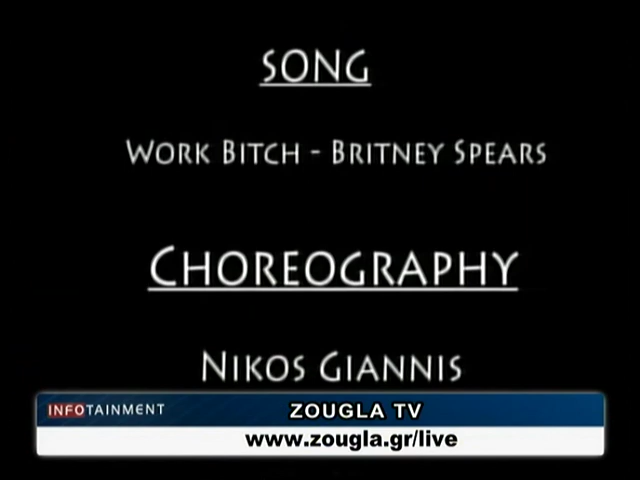 SONG
WORK BITCH - BRITNEY SPEARS
CHOREOGRAPHY
NIKOS GIANNIS
INFOTAINMENT
ZOUGLA TV
www.zougla.gr/live